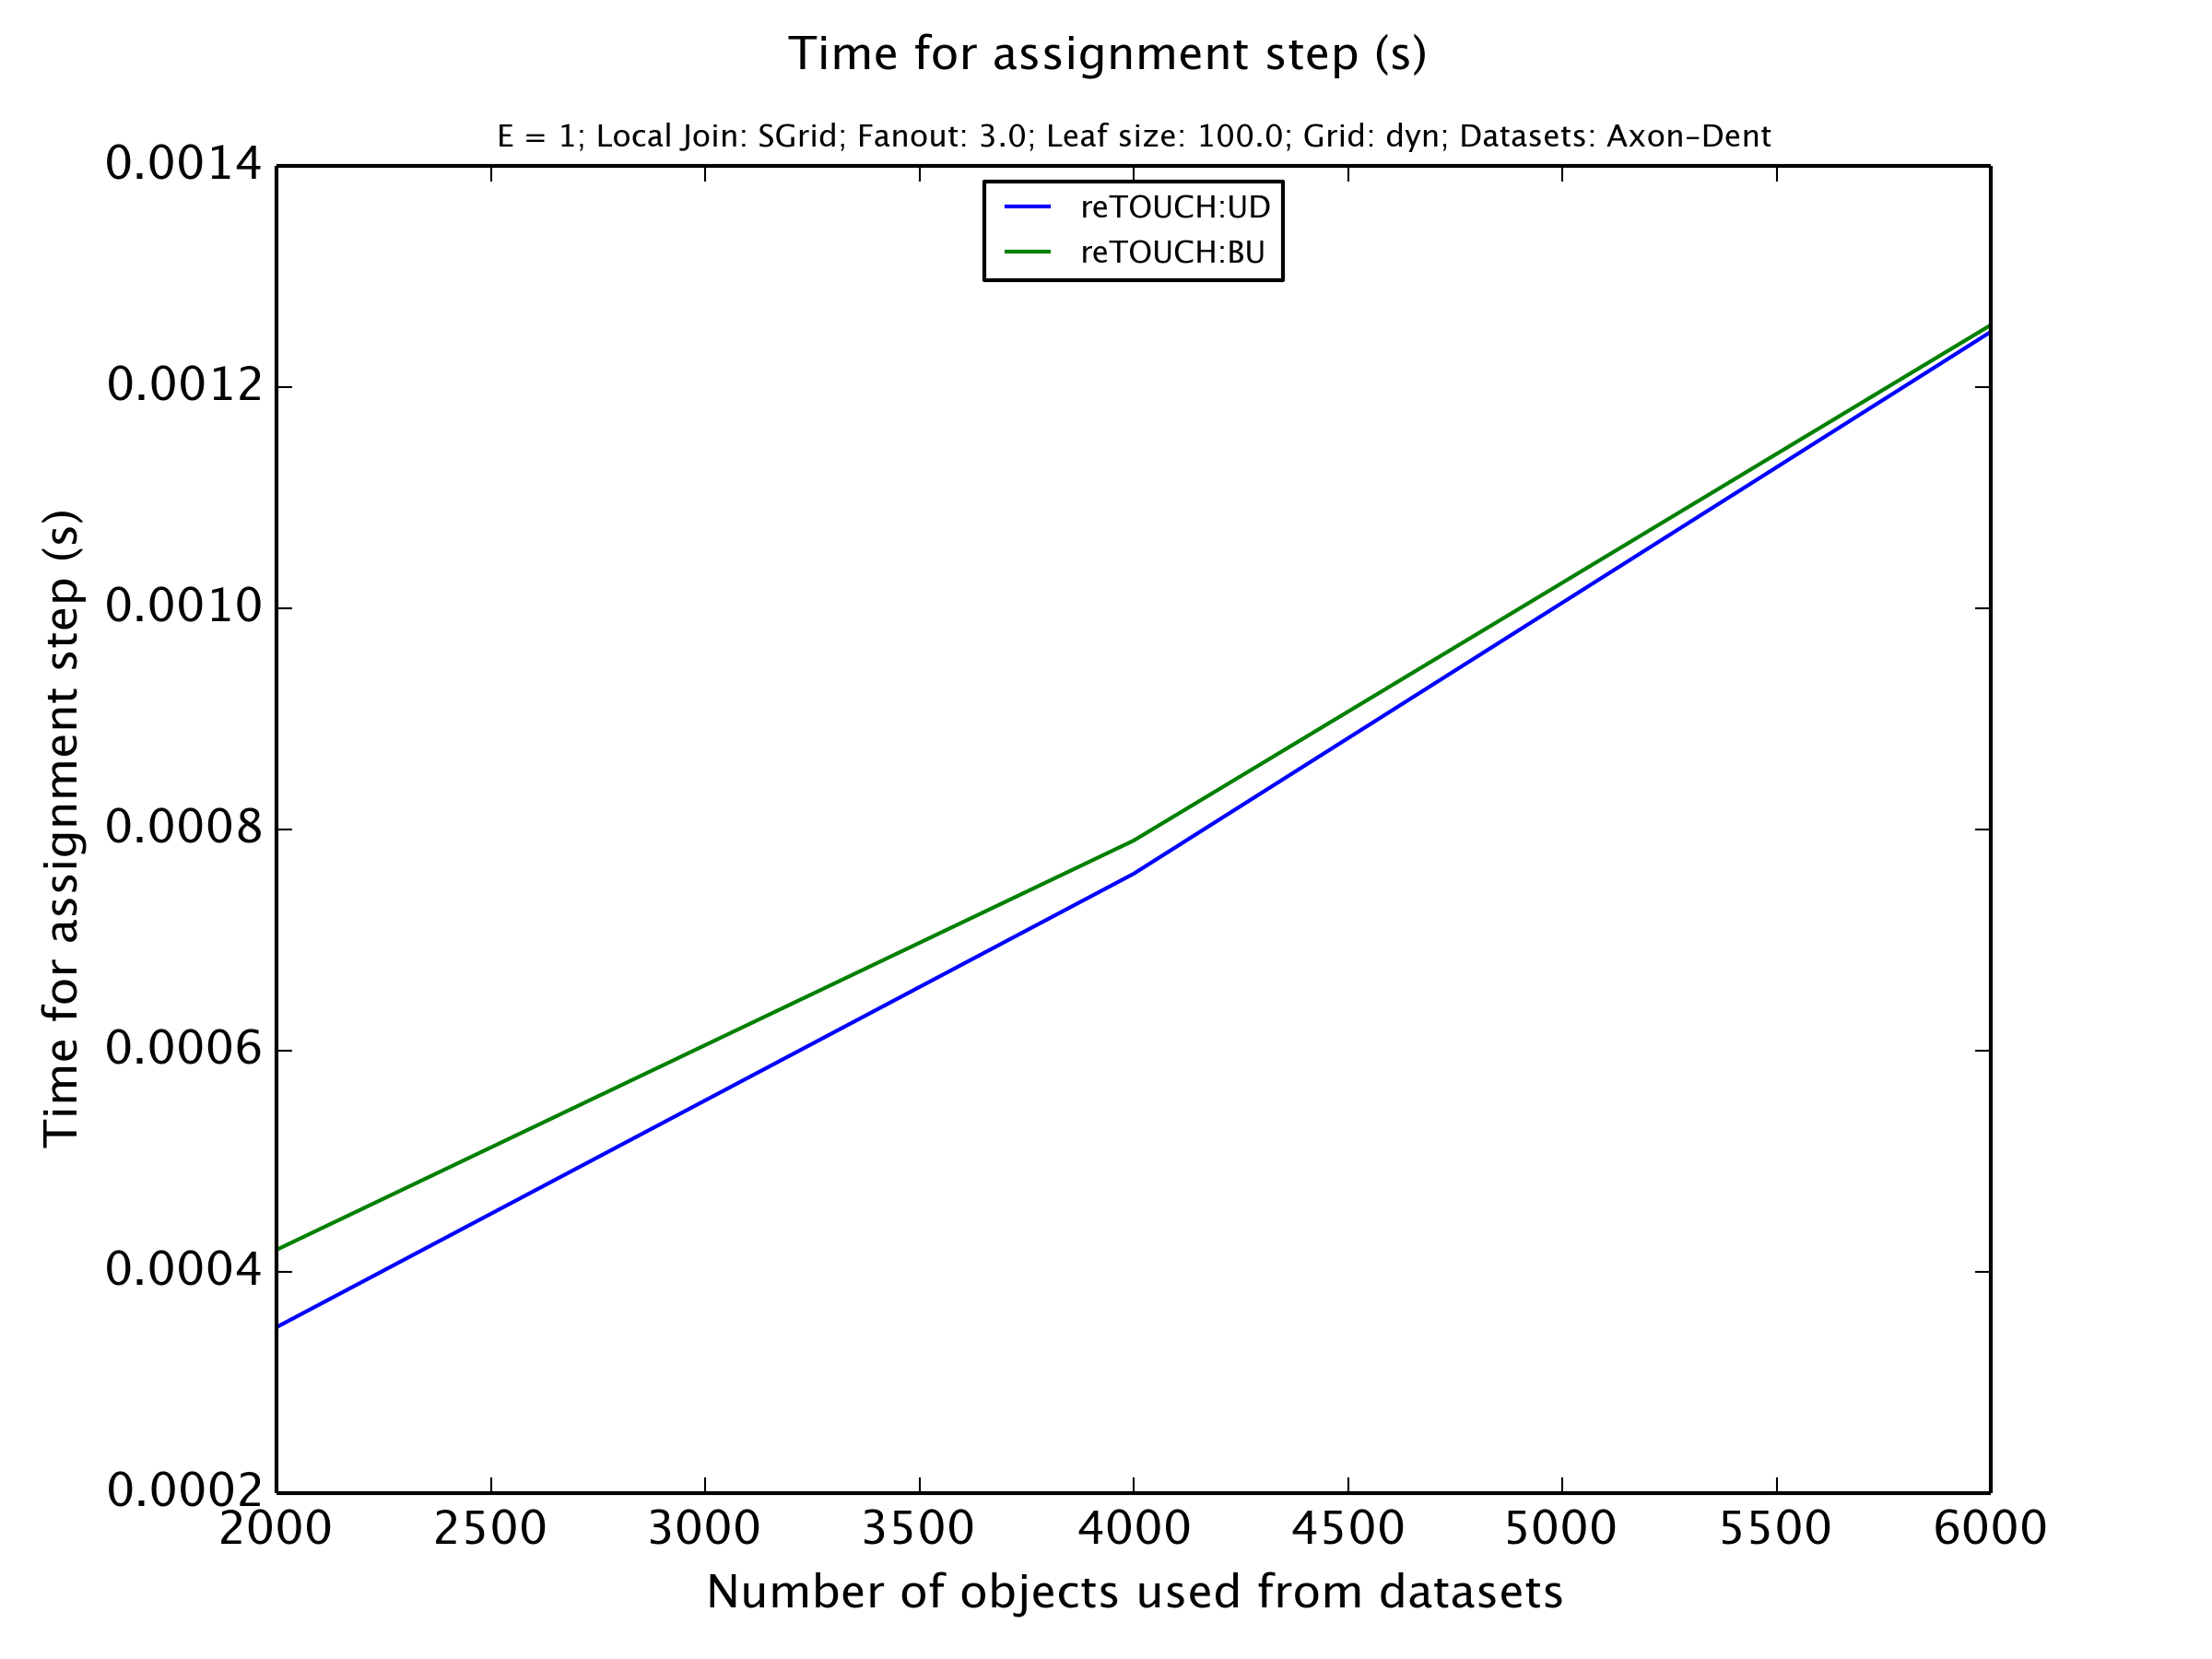 Time for assignment step (s)
E = 1; Local Join: SGrid; Fanout: 3.0; Leaf size: 100.0; Grid: dyn; Datasets: Axon-Dent
reTOUCH:UD
reTOUCH:BU
Time for assignment step (s)
0.0014
0.0012
0.0010
0.0008
0.0006
0.0004
0.0002
2000 2500 3000 3500 4000 4500 5000 5500 6000
Number of objects used from datasets